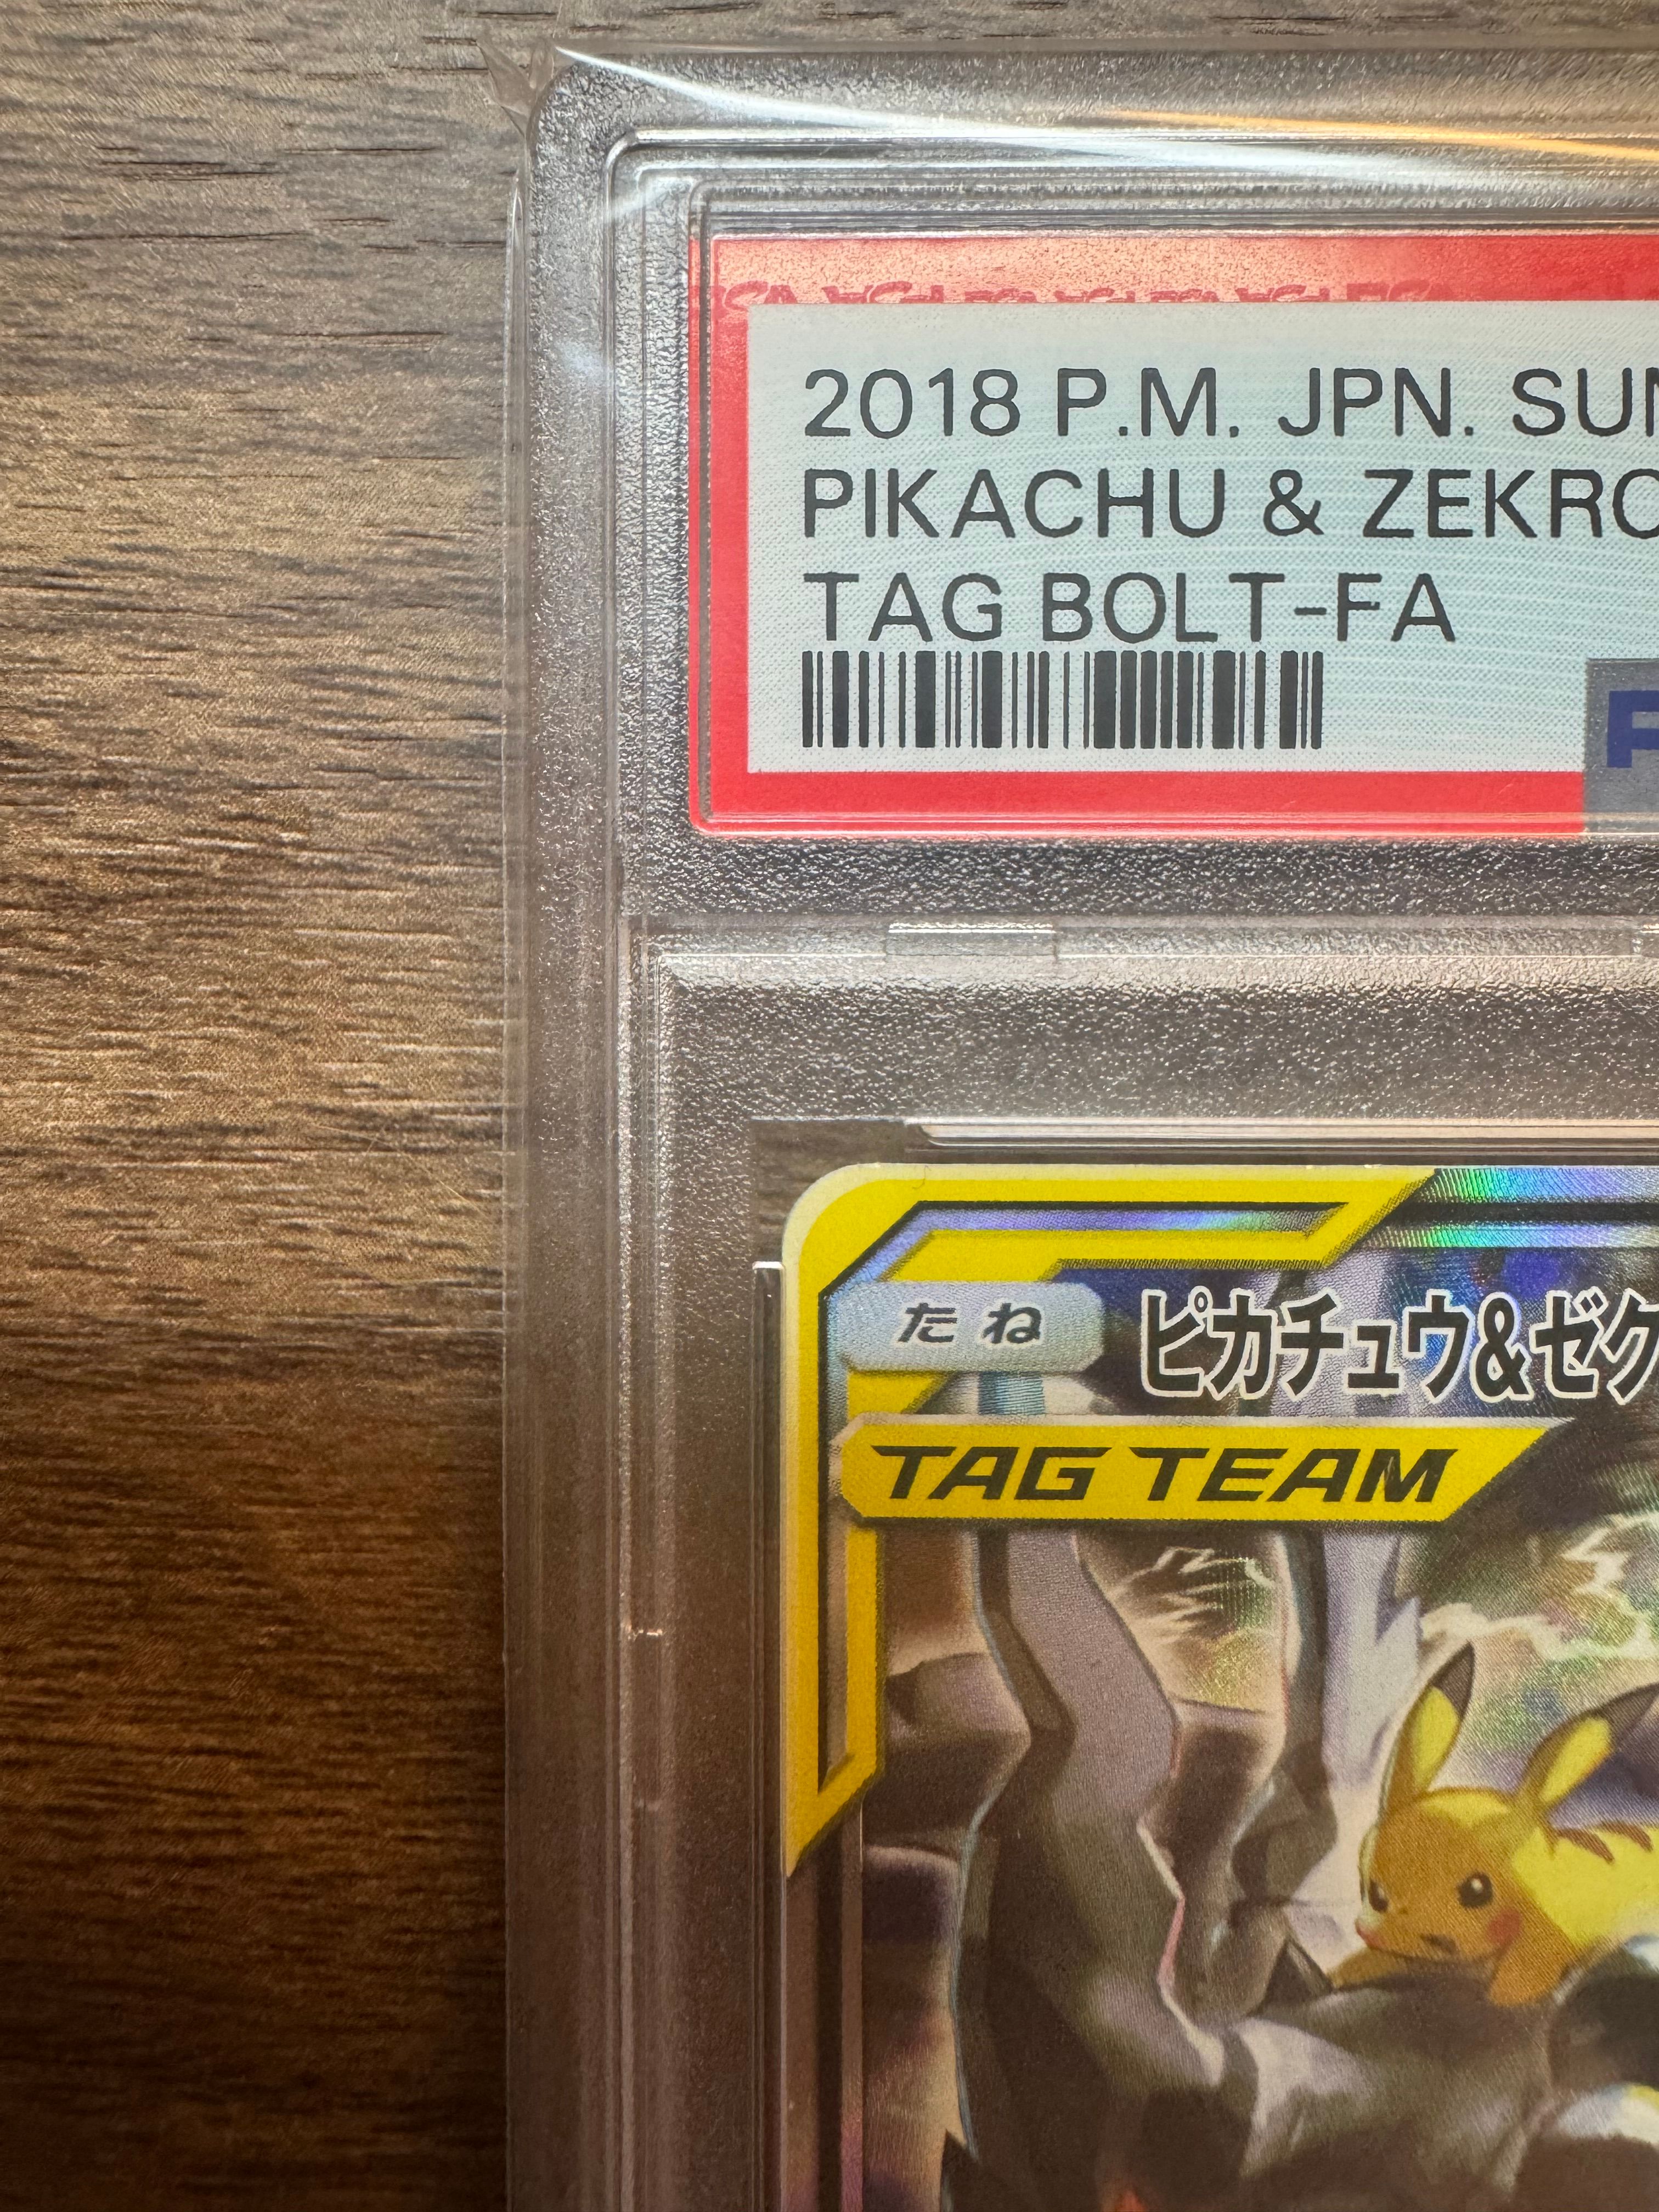 2018 P.M. JPN. SUN
PIKACHU & ZEKRO
TAG BOLT-FA
たね
ピカチュウ&ゼク
TAG TEAM